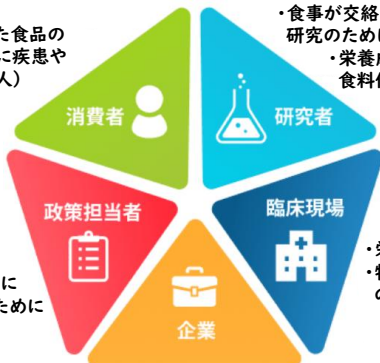 た食品の
に疾患や
人）
・食事が交絡
研究のために
・栄養
食料
消費者
研究者
政策担当者
臨床現場
企業
に
ために
・
・
の